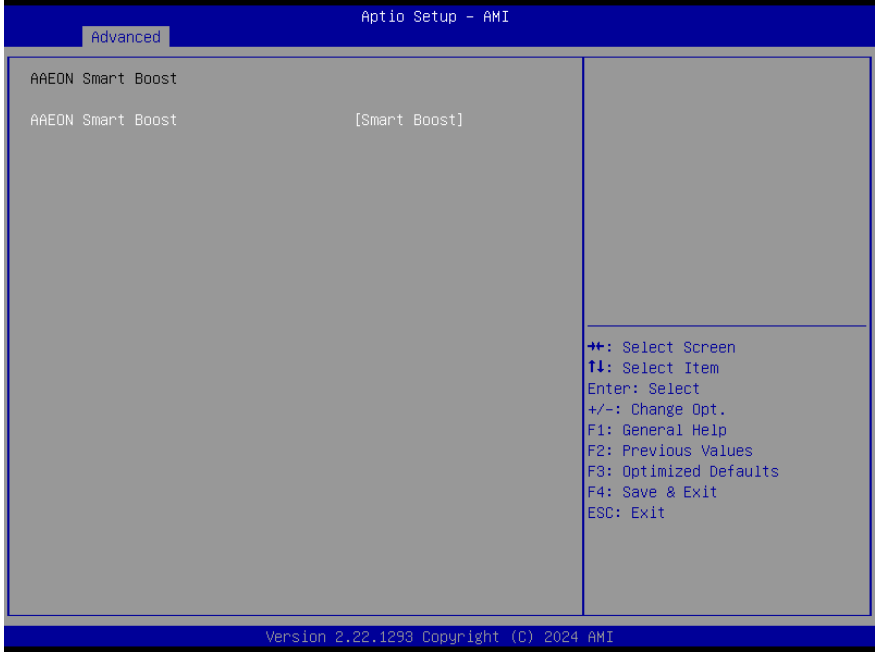 Aptio Setup – AMI
Advanced
AAEON Smart Boost
AAEON Smart Boost [Smart Boost]
→←: Select Screen
↑↓: Select Item
Enter: Select
+/-: Change Opt.
F1: General Help
F2: Previous Values
F3: Optimized Defaults
F4: Save & Exit
ESC: Exit
Version 2.22.1293 Copyright (C) 2024 AMI